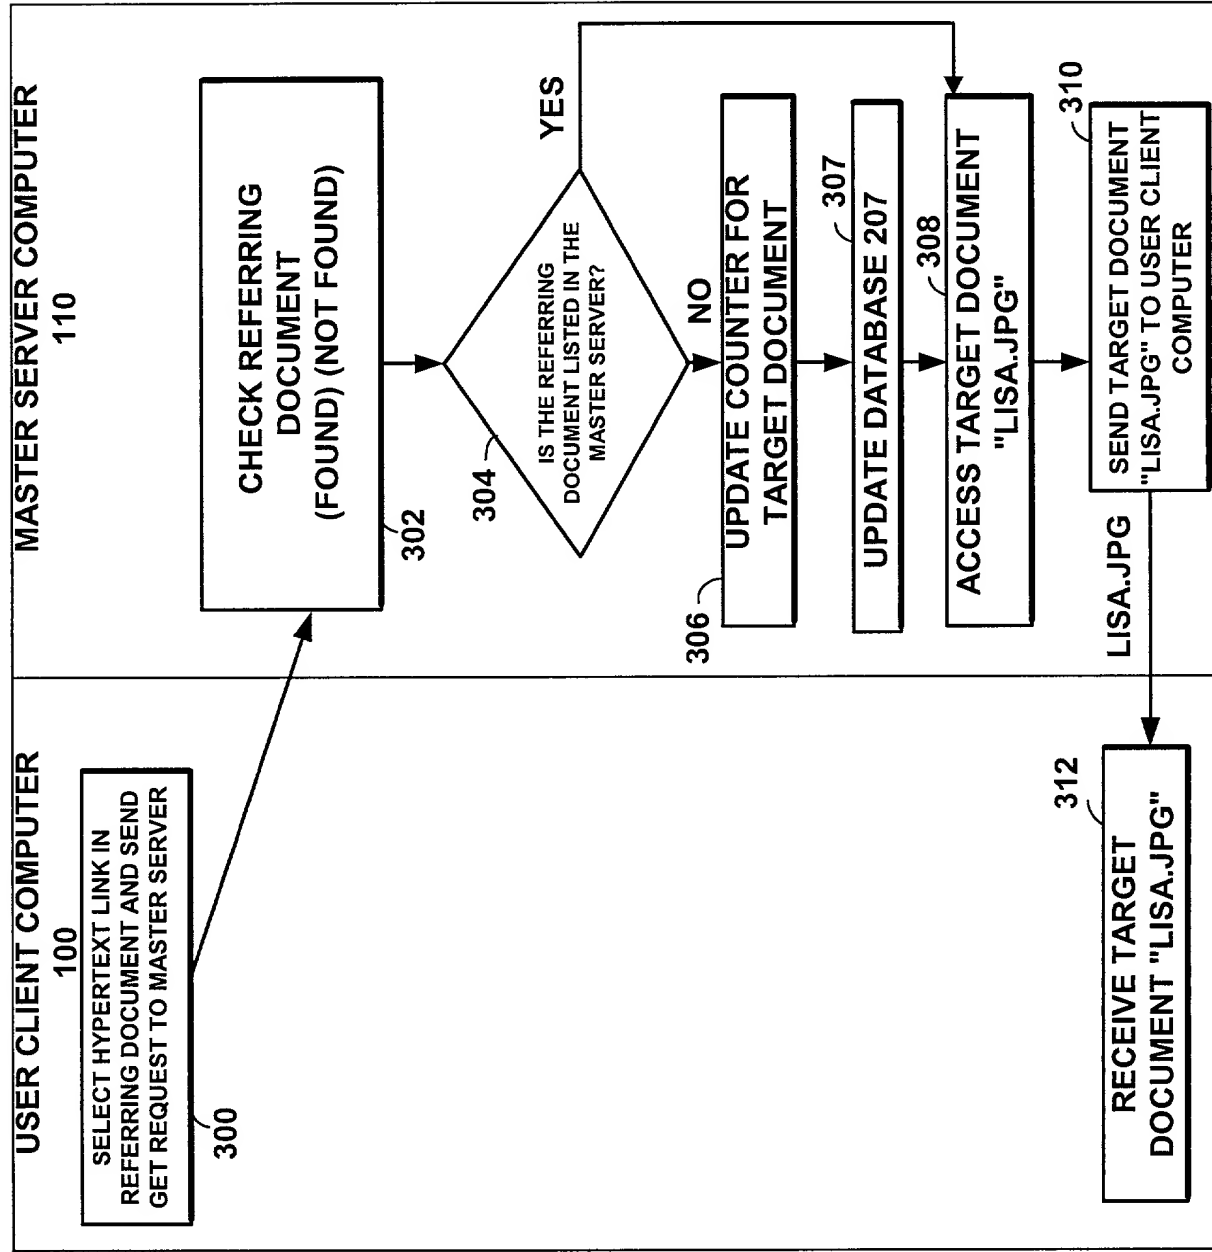 USER CLIENT COMPUTER
100
SELECT HYPERTEXT LINK IN
REFERRING DOCUMENT AND SEND
GET REQUEST TO MASTER SERVER
300
MASTER SERVER COMPUTER
110
CHECK REFERRING
DOCUMENT
(FOUND) (NOT FOUND)
302
IS THE REFERRING
DOCUMENT LISTED IN THE
MASTER SERVER?
304
YES
NO
UPDATE COUNTER FOR
TARGET DOCUMENT
306
UPDATE DATABASE 207
307
ACCESS TARGET DOCUMENT
"LISA.JPG"
308
SEND TARGET DOCUMENT
"LISA.JPG" TO USER CLIENT
COMPUTER
310
LISA.JPG
RECEIVE TARGET
DOCUMENT "LISA.JPG"
312